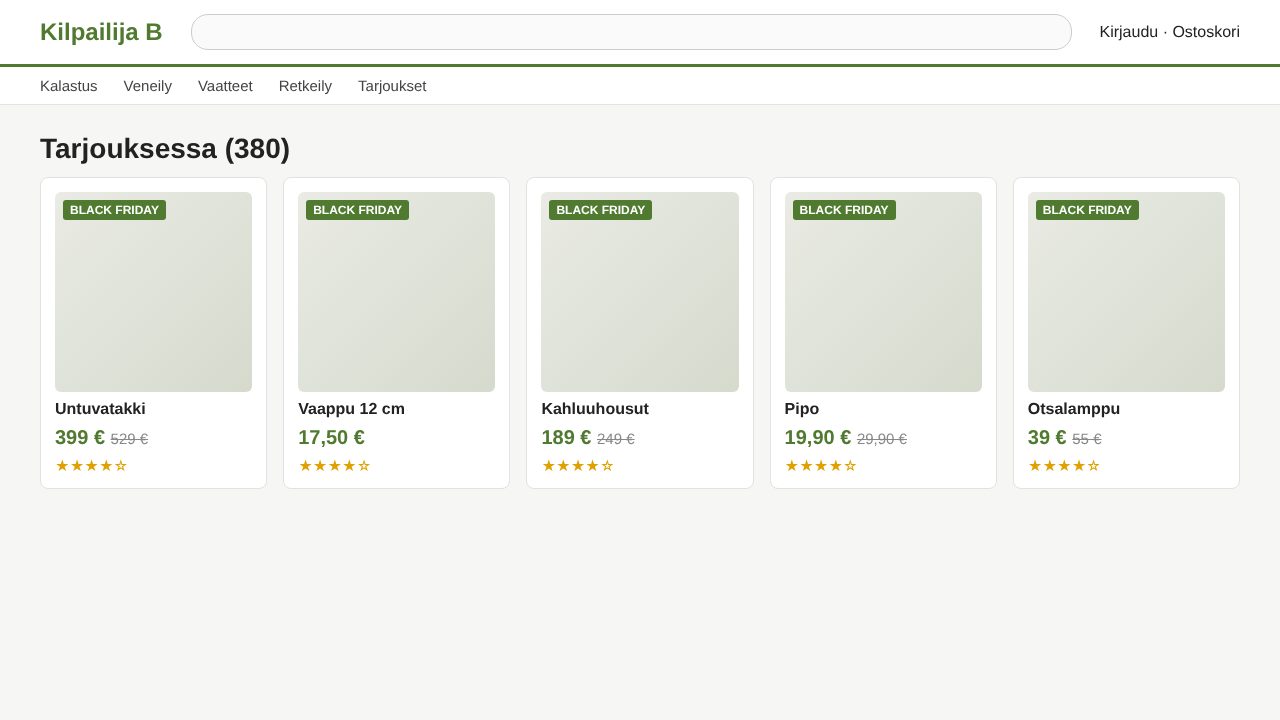 Kilpailija B
Kirjaudu · Ostoskori
Kalastus Veneily Vaatteet Retkeily Tarjoukset
Tarjouksessa (380)
BLACK FRIDAY
Untuvatakki
399 € 529 €
★★★★☆
BLACK FRIDAY
Vaappu 12 cm
17,50 €
★★★★☆
BLACK FRIDAY
Kahluuhousut
189 € 249 €
★★★★☆
BLACK FRIDAY
Pipo
19,90 € 29,90 €
★★★★☆
BLACK FRIDAY
Otsalamppu
39 € 55 €
★★★★☆